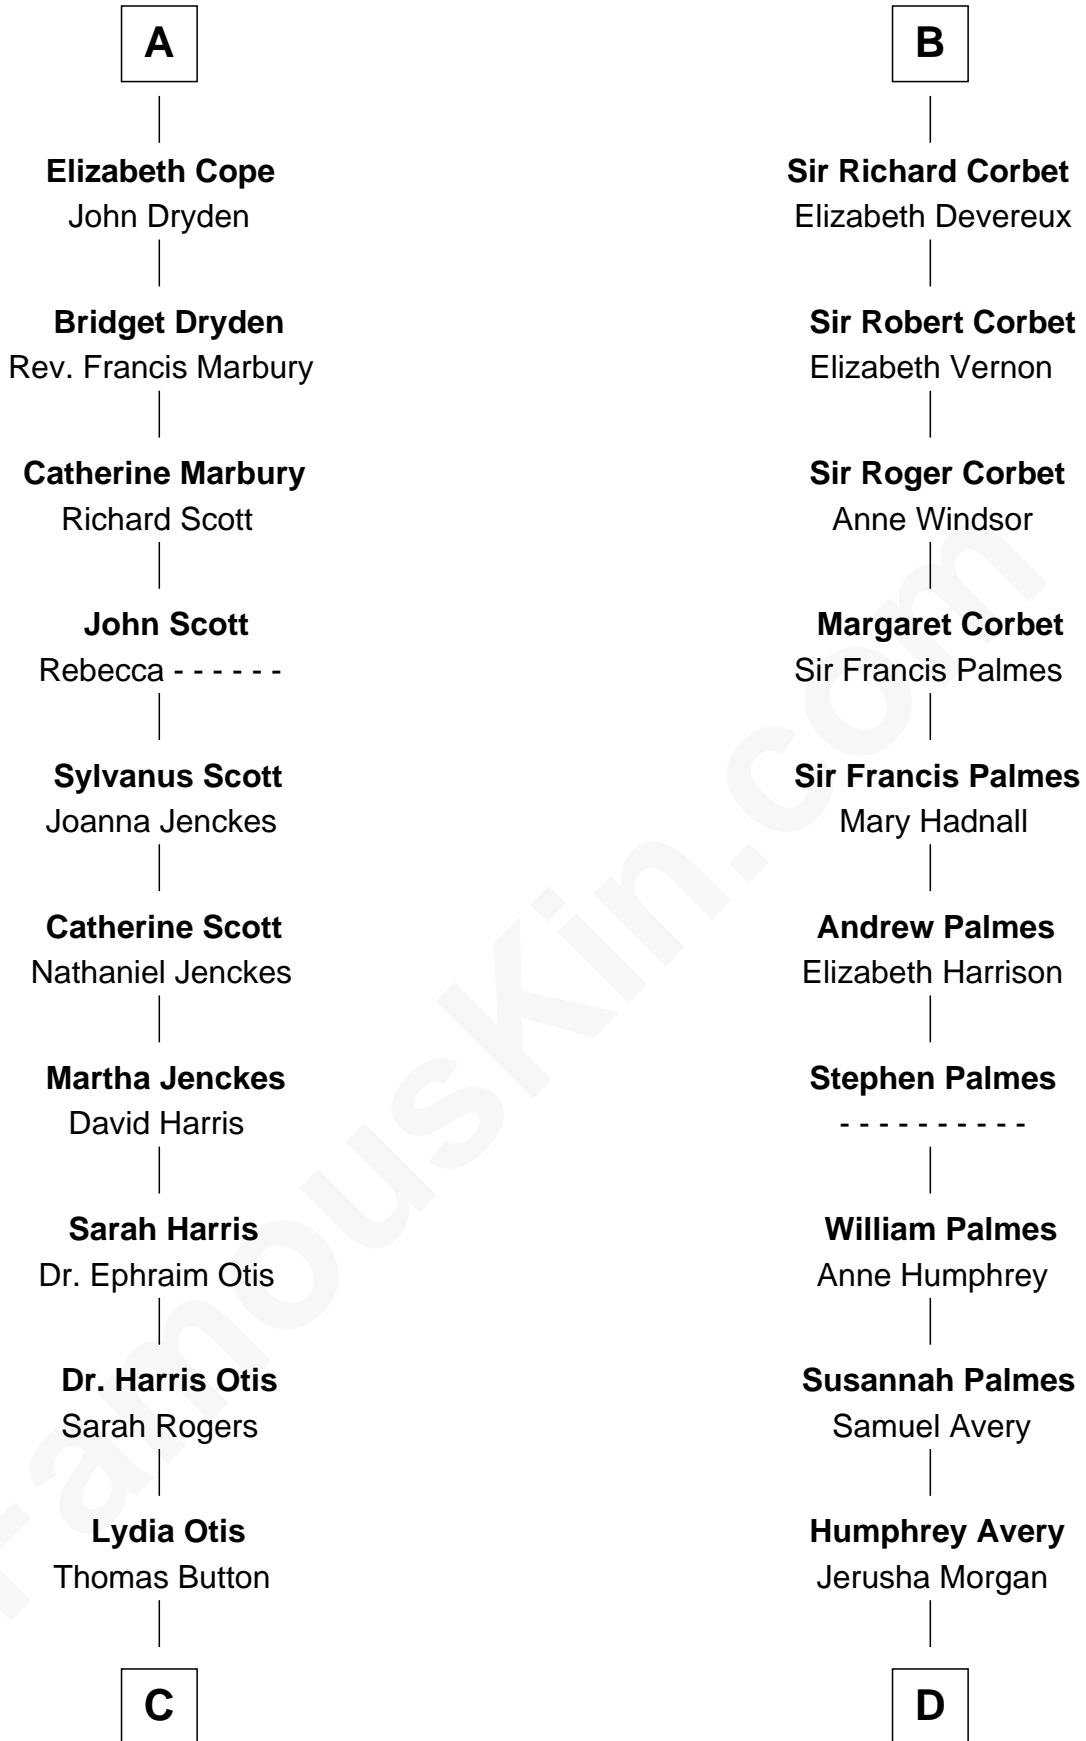 A
Elizabeth Cope
John Dryden
Bridget Dryden
Rev. Francis Marbury
Catherine Marbury
Richard Scott
John Scott
Rebecca - - - - - -
Sylvanus Scott
Joanna Jenckes
Catherine Scott
Nathaniel Jenckes
Martha Jenckes
David Harris
Sarah Harris
Dr. Ephraim Otis
Dr. Harris Otis
Sarah Rogers
Lydia Otis
Thomas Button
C
B
Sir Richard Corbet
Elizabeth Devereux
Sir Robert Corbet
Elizabeth Vernon
Sir Roger Corbet
Anne Windsor
Margaret Corbet
Sir Francis Palmes
Sir Francis Palmes
Mary Hadnall
Andrew Palmes
Elizabeth Harrison
Stephen Palmes
- - - - - - - - - -
William Palmes
Anne Humphrey
Susannah Palmes
Samuel Avery
Humphrey Avery
Jerusha Morgan
D
FamousKin.com